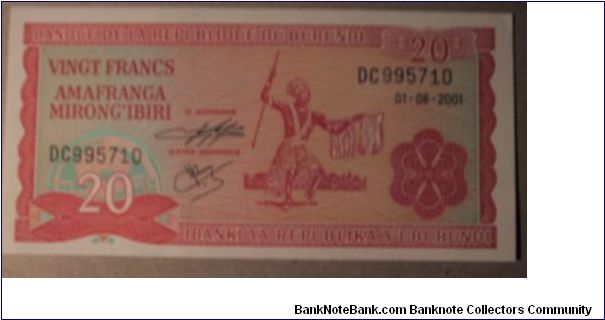 BANQUE DE LA REPUBLIQUE DU BURUNDI
20
VINGT FRANCS
AMAFRANGA
MIRONG'IBIRI
DC995710
01-08-2001
DC995710
20
IBANKI YA REPUBLIKA Y'UBURUNDI
BankNoteBank.com Banknote Collectors Community